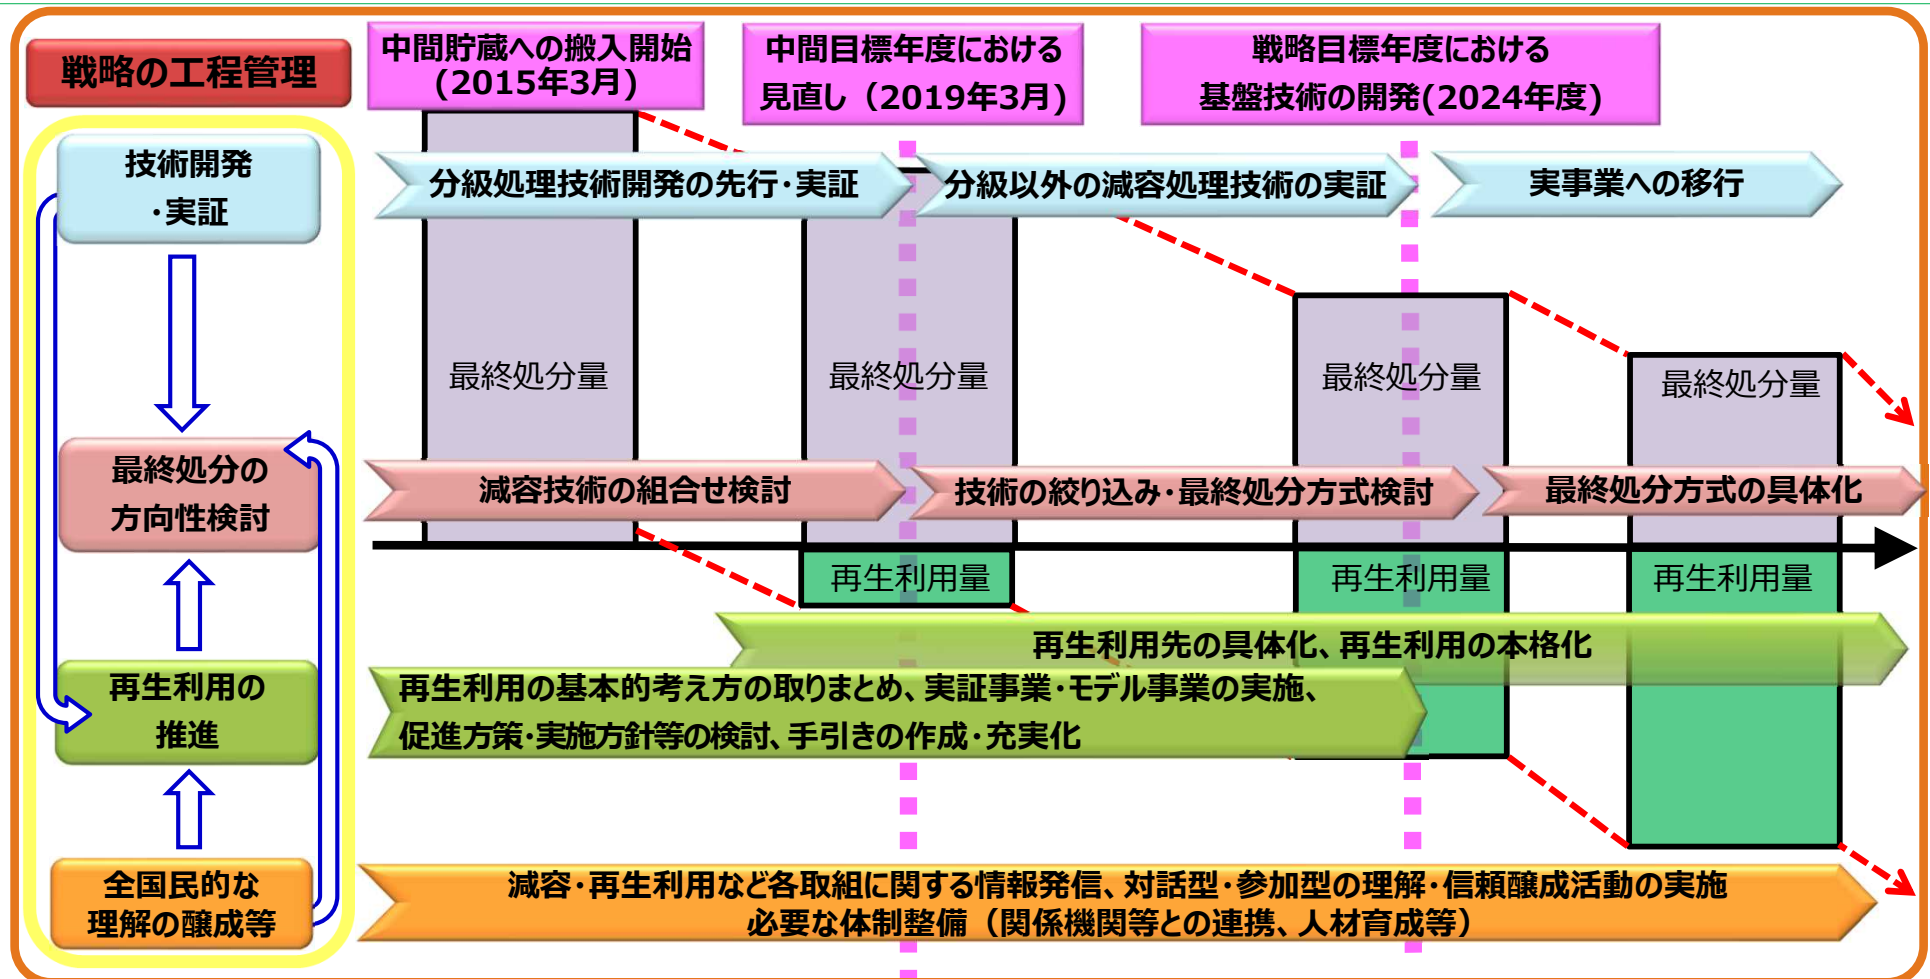 戦略の工程管理
中間貯蔵への搬入開始
(2015年3月)
中間目標年度における
見直し（2019年3月)
戦略目標年度における
基盤技術の開発(2024年度)
技術開発
・実証
分級処理技術開発の先行・実証
分級以外の減容処理技術の実証
実事業への移行
最終処分量
最終処分量
最終処分量
最終処分量
最終処分の
方向性検討
減容技術の組合せ検討
技術の絞り込み・最終処分方式検討
最終処分方式の具体化
再生利用量
再生利用量
再生利用量
再生利用先の具体化、再生利用の本格化
再生利用の
推進
再生利用の基本的考え方の取りまとめ、実証事業・モデル事業の実施、
促進方策・実施方針等の検討、手引きの作成・充実化
全国民的な
理解の醸成等
減容・再生利用など各取組に関する情報発信、対話型・参加型の理解・信頼醸成活動の実施
必要な体制整備（関係機関等との連携、人材育成等）